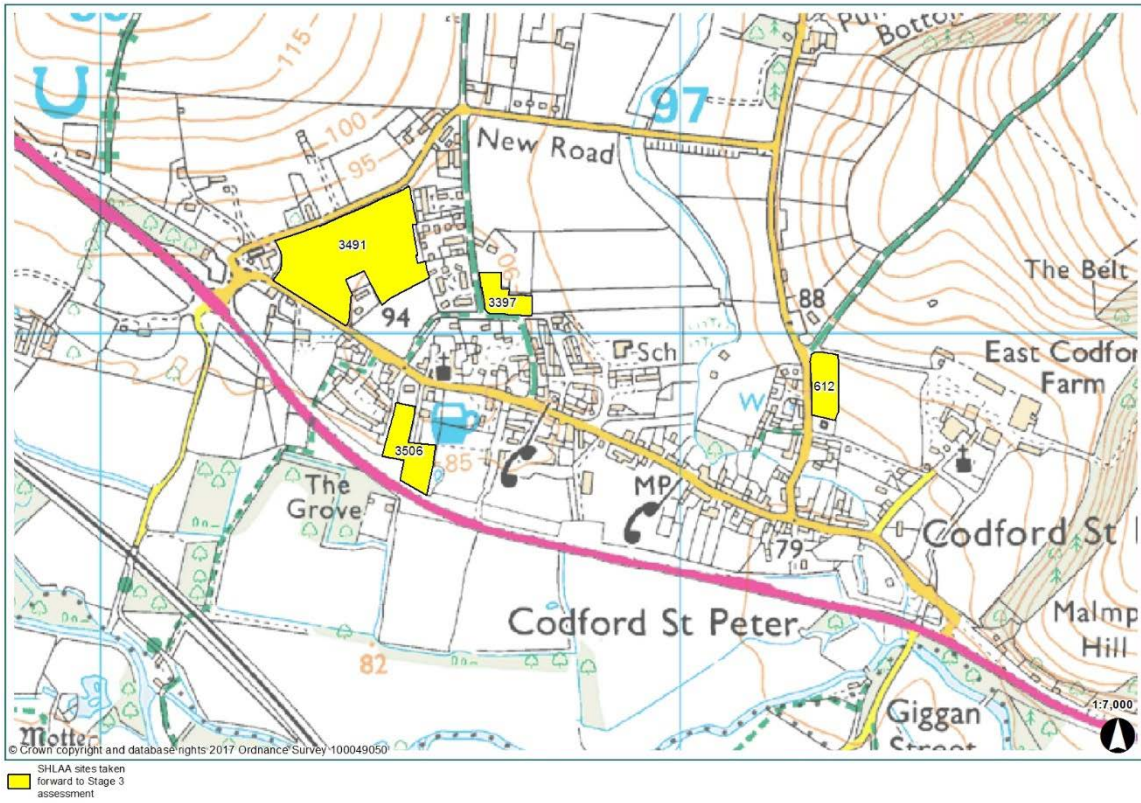 115
Bottom
97
100
New Road
95
3491
90
The Belt
3397
88
94
Sch
East Codfor
Farm
612
W
3506
85
The
Grove
MP
Codford St
79
Codford St Peter
Malmp
Hill
82
1:7,000
Giggan
Street
© Crown copyright and database rights 2017 Ordnance Survey 100049050
SHLAA sites taken
forward to Stage 3
assessment